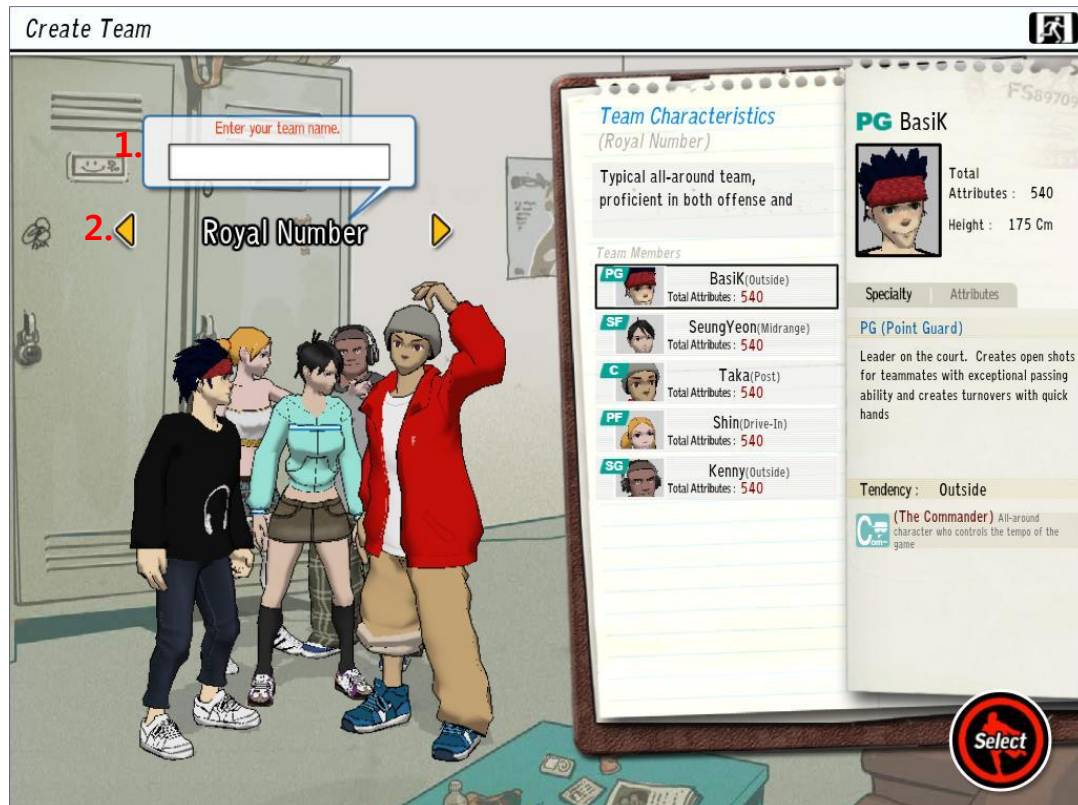 Create Team
1.
Enter your team name.
2.
Royal Number
Team Characteristics
(Royal Number)
Typical all-around team,
proficient in both offense and
Team Members
PG
BasiK(Outside)
Total Attributes : 540
SF
SeungYeon(Midrange)
Total Attributes : 540
C
Taka(Post)
Total Attributes : 540
PF
Shin(Drive-In)
Total Attributes : 540
SG
Kenny(Outside)
Total Attributes : 540
FS89709
PG BasiK
Total
Attributes : 540
Height : 175 Cm
Specialty
Attributes
PG (Point Guard)
Leader on the court. Creates open shots
for teammates with exceptional passing
ability and creates turnovers with quick
hands
Tendency : Outside
Com-
(The Commander) All-around
character who controls the tempo of the
game
Select